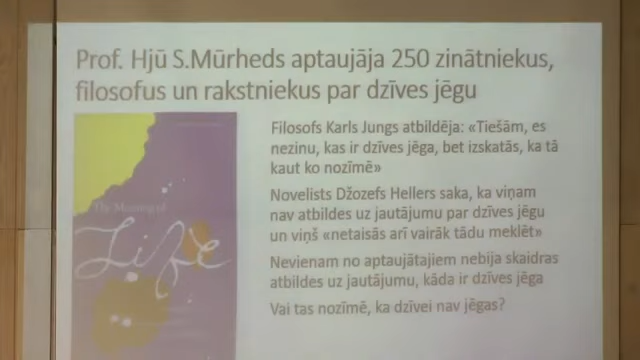 Prof. Hjū S.Mūrheds aptaujāja 250 zinātniekus,
filosofus un rakstniekus par dzīves jēgu
The Meaning of
Life
Filosofs Karls Jungs atbildēja: «Tiešām, es
nezinu, kas ir dzīves jēga, bet izskatās, ka tā
kaut ko nozīmē»
Novelists Džozefs Hellers saka, ka viņam
nav atbildes uz jautājumu par dzīves jēgu
un viņš «netaisās arī vairāk tādu meklēt»
Nevienam no aptaujātajiem nebija skaidras
atbildes uz jautājumu, kāda ir dzīves jēga
Vai tas nozīmē, ka dzīvei nav jēgas?